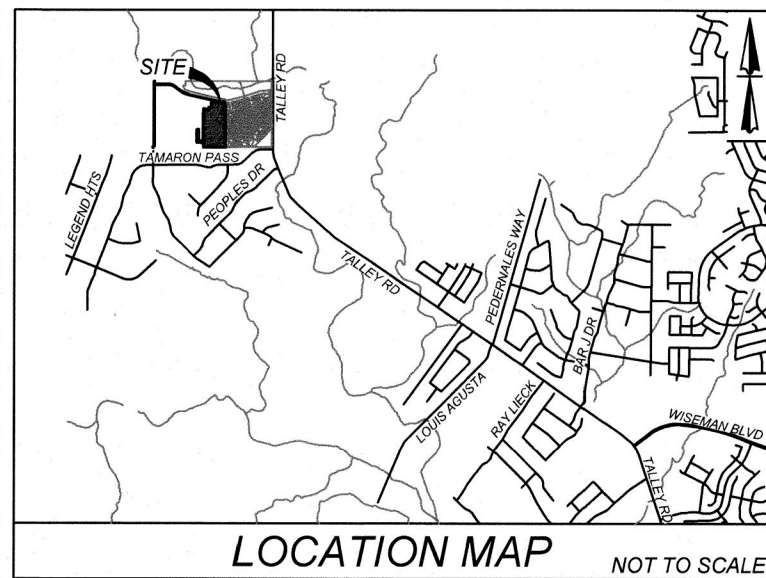 SITE
TALLEY RD
TAMARON PASS
LEGEND HTS
PEOPLES DR
TALLEY RD
PEDERNALES WAY
BAR J DR
LOUIS AGUSTA
RAY LIECK
WISEMAN BLVD
TALLEY RD
LOCATION MAP
NOT TO SCALE